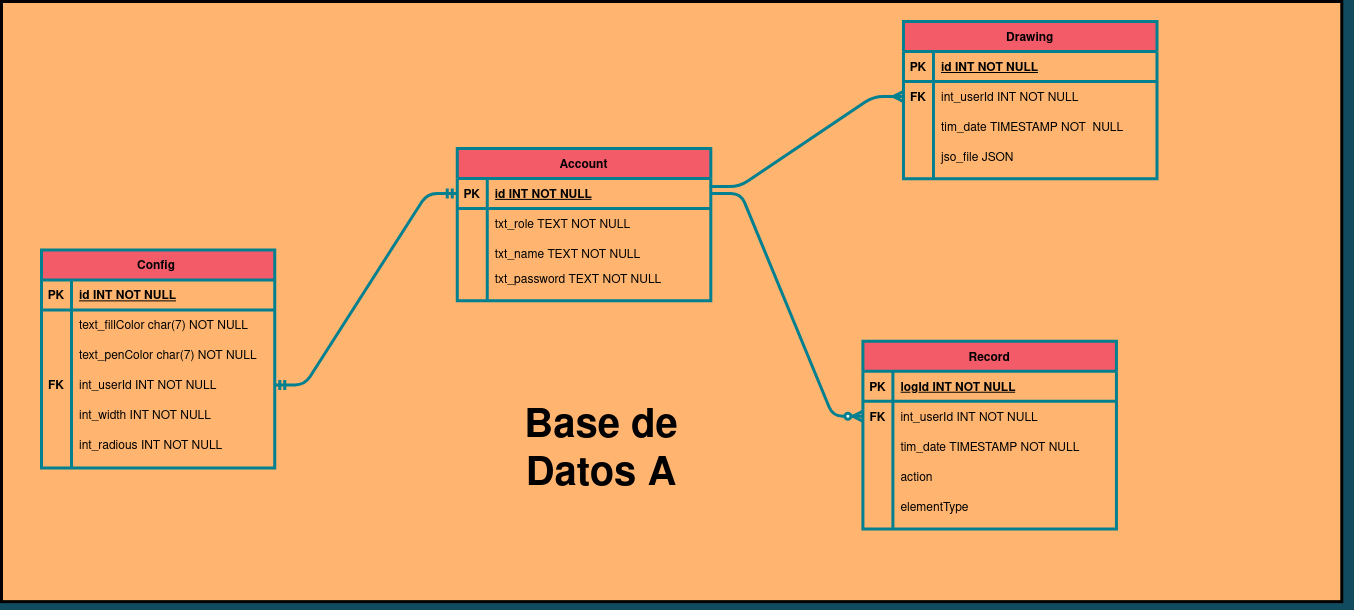 Drawing
PK id INT NOT NULL
FK int_userId INT NOT NULL
tim_date TIMESTAMP NOT NULL
jso_file JSON
Account
PK id INT NOT NULL
txt_role TEXT NOT NULL
txt_name TEXT NOT NULL
txt_password TEXT NOT NULL
Config
PK id INT NOT NULL
text_fillColor char(7) NOT NULL
text_penColor char(7) NOT NULL
FK int_userId INT NOT NULL
int_width INT NOT NULL
int_radious INT NOT NULL
Record
PK logId INT NOT NULL
FK int_userId INT NOT NULL
tim_date TIMESTAMP NOT NULL
action
elementType
Base de
Datos A